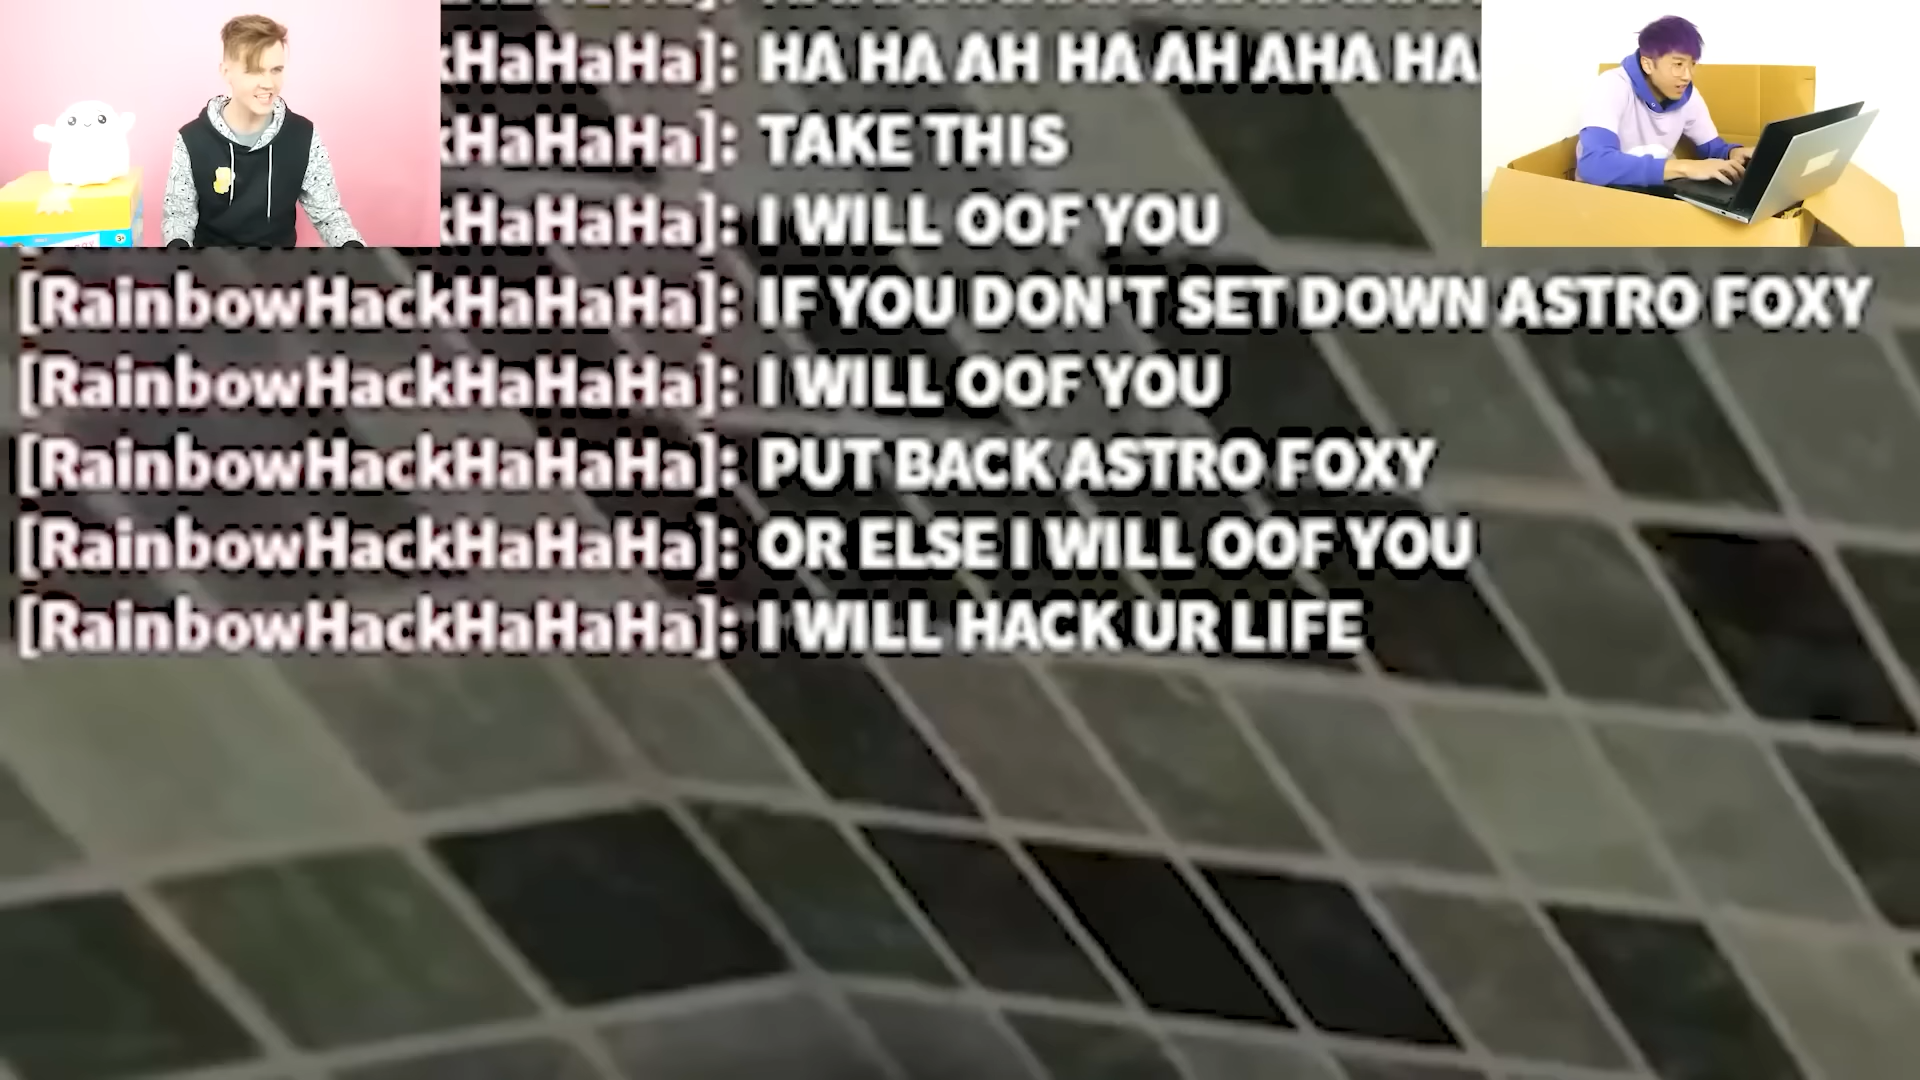 kHaHaHa]: HA HA AH HA AH AHA HA
kHaHaHa]: TAKE THIS
kHaHaHa]: I WILL OOF YOU
[RainbowHackHaHaHa]: IF YOU DON'T SET DOWN ASTRO FOXY
[RainbowHackHaHaHa]: I WILL OOF YOU
[RainbowHackHaHaHa]: PUT BACK ASTRO FOXY
[RainbowHackHaHaHa]: OR ELSE I WILL OOF YOU
[RainbowHackHaHaHa]: I WILL HACK UR LIFE